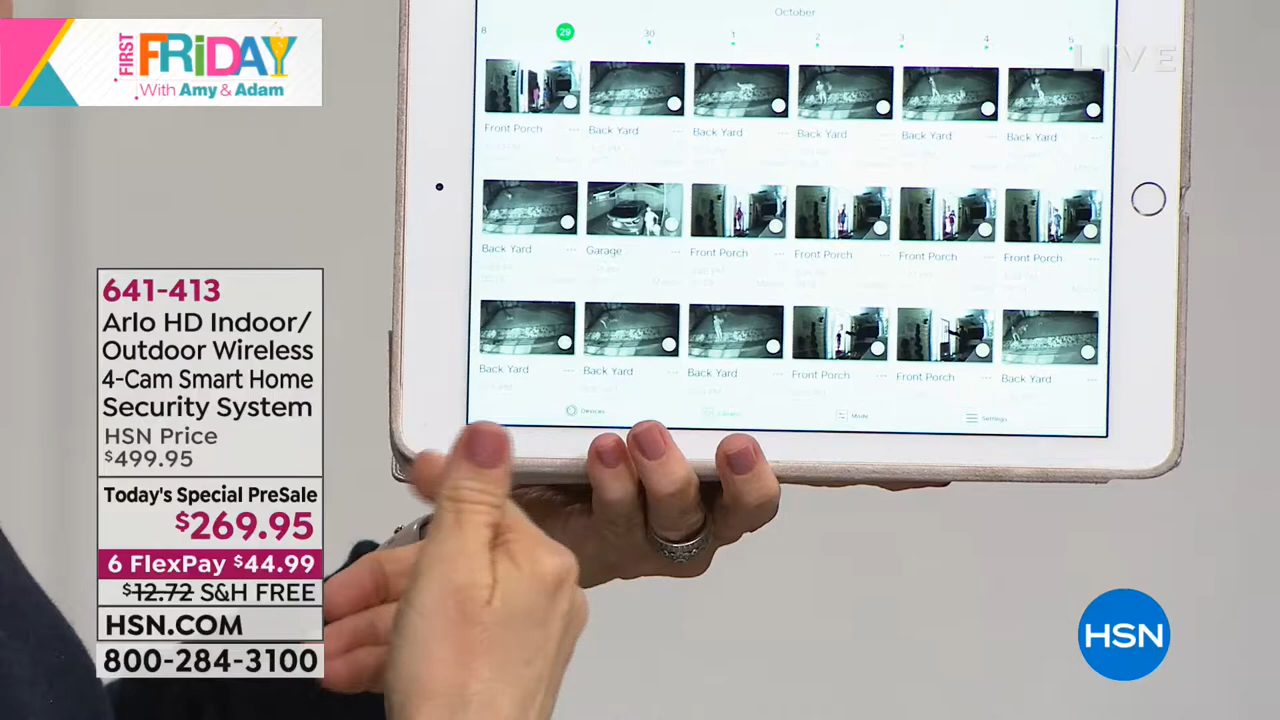 FIRST
FRiDAY
With Amy & Adam
October
8 29 30 1 2 3 4 5
LIVE
Front Porch Back Yard Back Yard Back Yard Back Yard Back Yard
Back Yard Garage Front Porch Front Porch Front Porch Front Porch
Back Yard Back Yard Back Yard Front Porch Front Porch Back Yard
Devices Library Mode Settings
641-413
Arlo HD Indoor/
Outdoor Wireless
4-Cam Smart Home
Security System
HSN Price
$499.95
Today's Special PreSale
$269.95
6 FlexPay $44.99
$12.72 S&H FREE
HSN.COM
800-284-3100
HSN